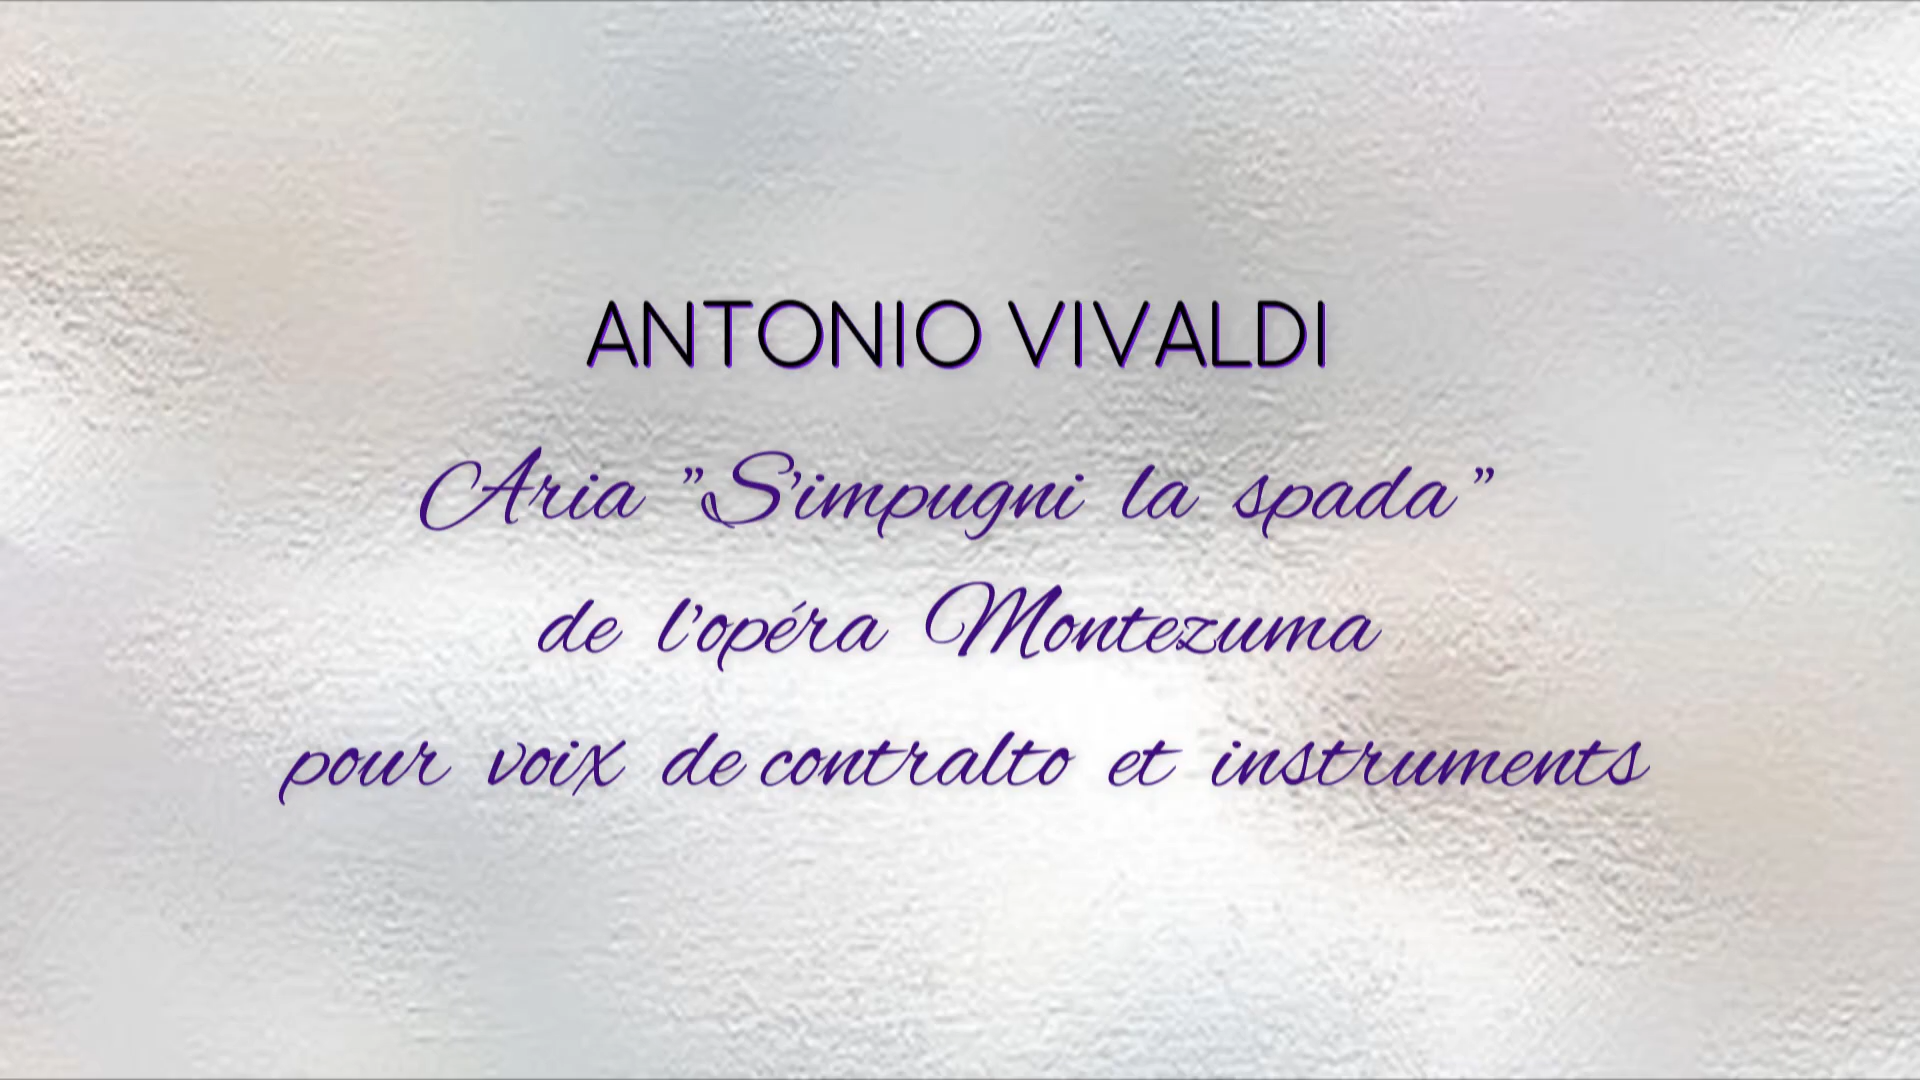 ANTONIO VIVALDI
Aria "S'impugni la spada"
de l'opéra Montezuma
pour voix de contralto et instruments